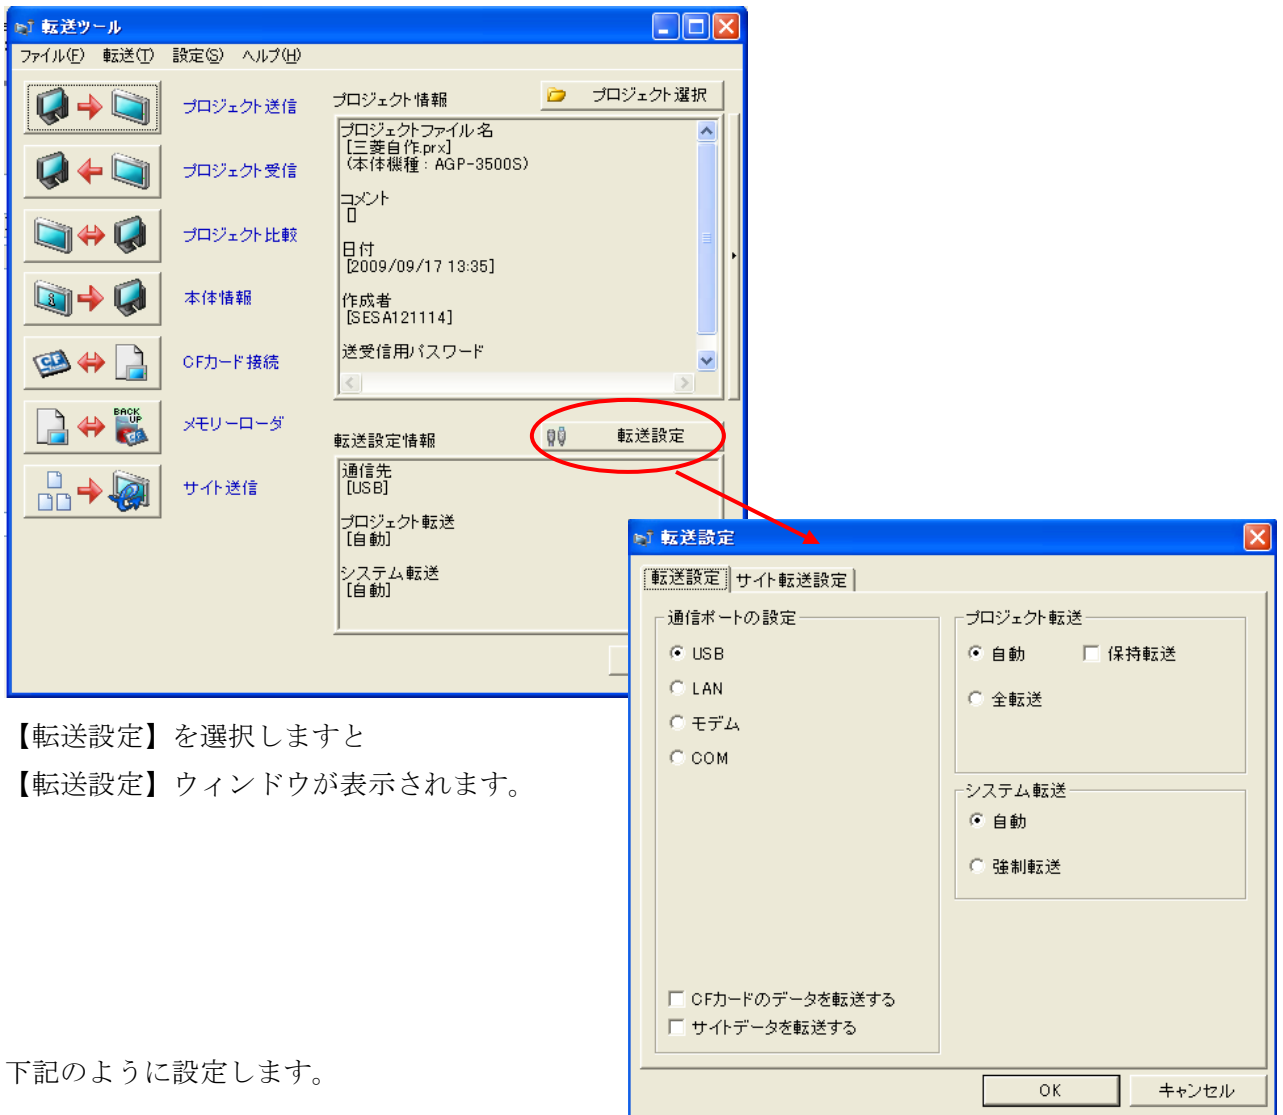 転送ツール
ファイル(F) 転送(T) 設定(S) ヘルプ(H)
プロジェクト送信
プロジェクト受信
プロジェクト比較
本体情報
CFカード接続
BACK UP
メモリーローダ
サイト送信
プロジェクト情報
プロジェクト選択
プロジェクトファイル名
[三菱自作.prx]
(本体機種：AGP-3500S)
コメント
[]
日付
[2009/09/17 13:35]
作成者
[SESA121114]
送受信用パスワード
転送設定情報
転送設定
通信先
[USB]
プロジェクト転送
[自動]
システム転送
[自動]
【転送設定】を選択しますと
【転送設定】ウィンドウが表示されます。
下記のように設定します。
転送設定
転送設定 サイト転送設定
通信ポートの設定
USB
LAN
モデム
COM
CFカードのデータを転送する
サイトデータを転送する
プロジェクト転送
自動 保持転送
全転送
システム転送
自動
強制転送
OK キャンセル